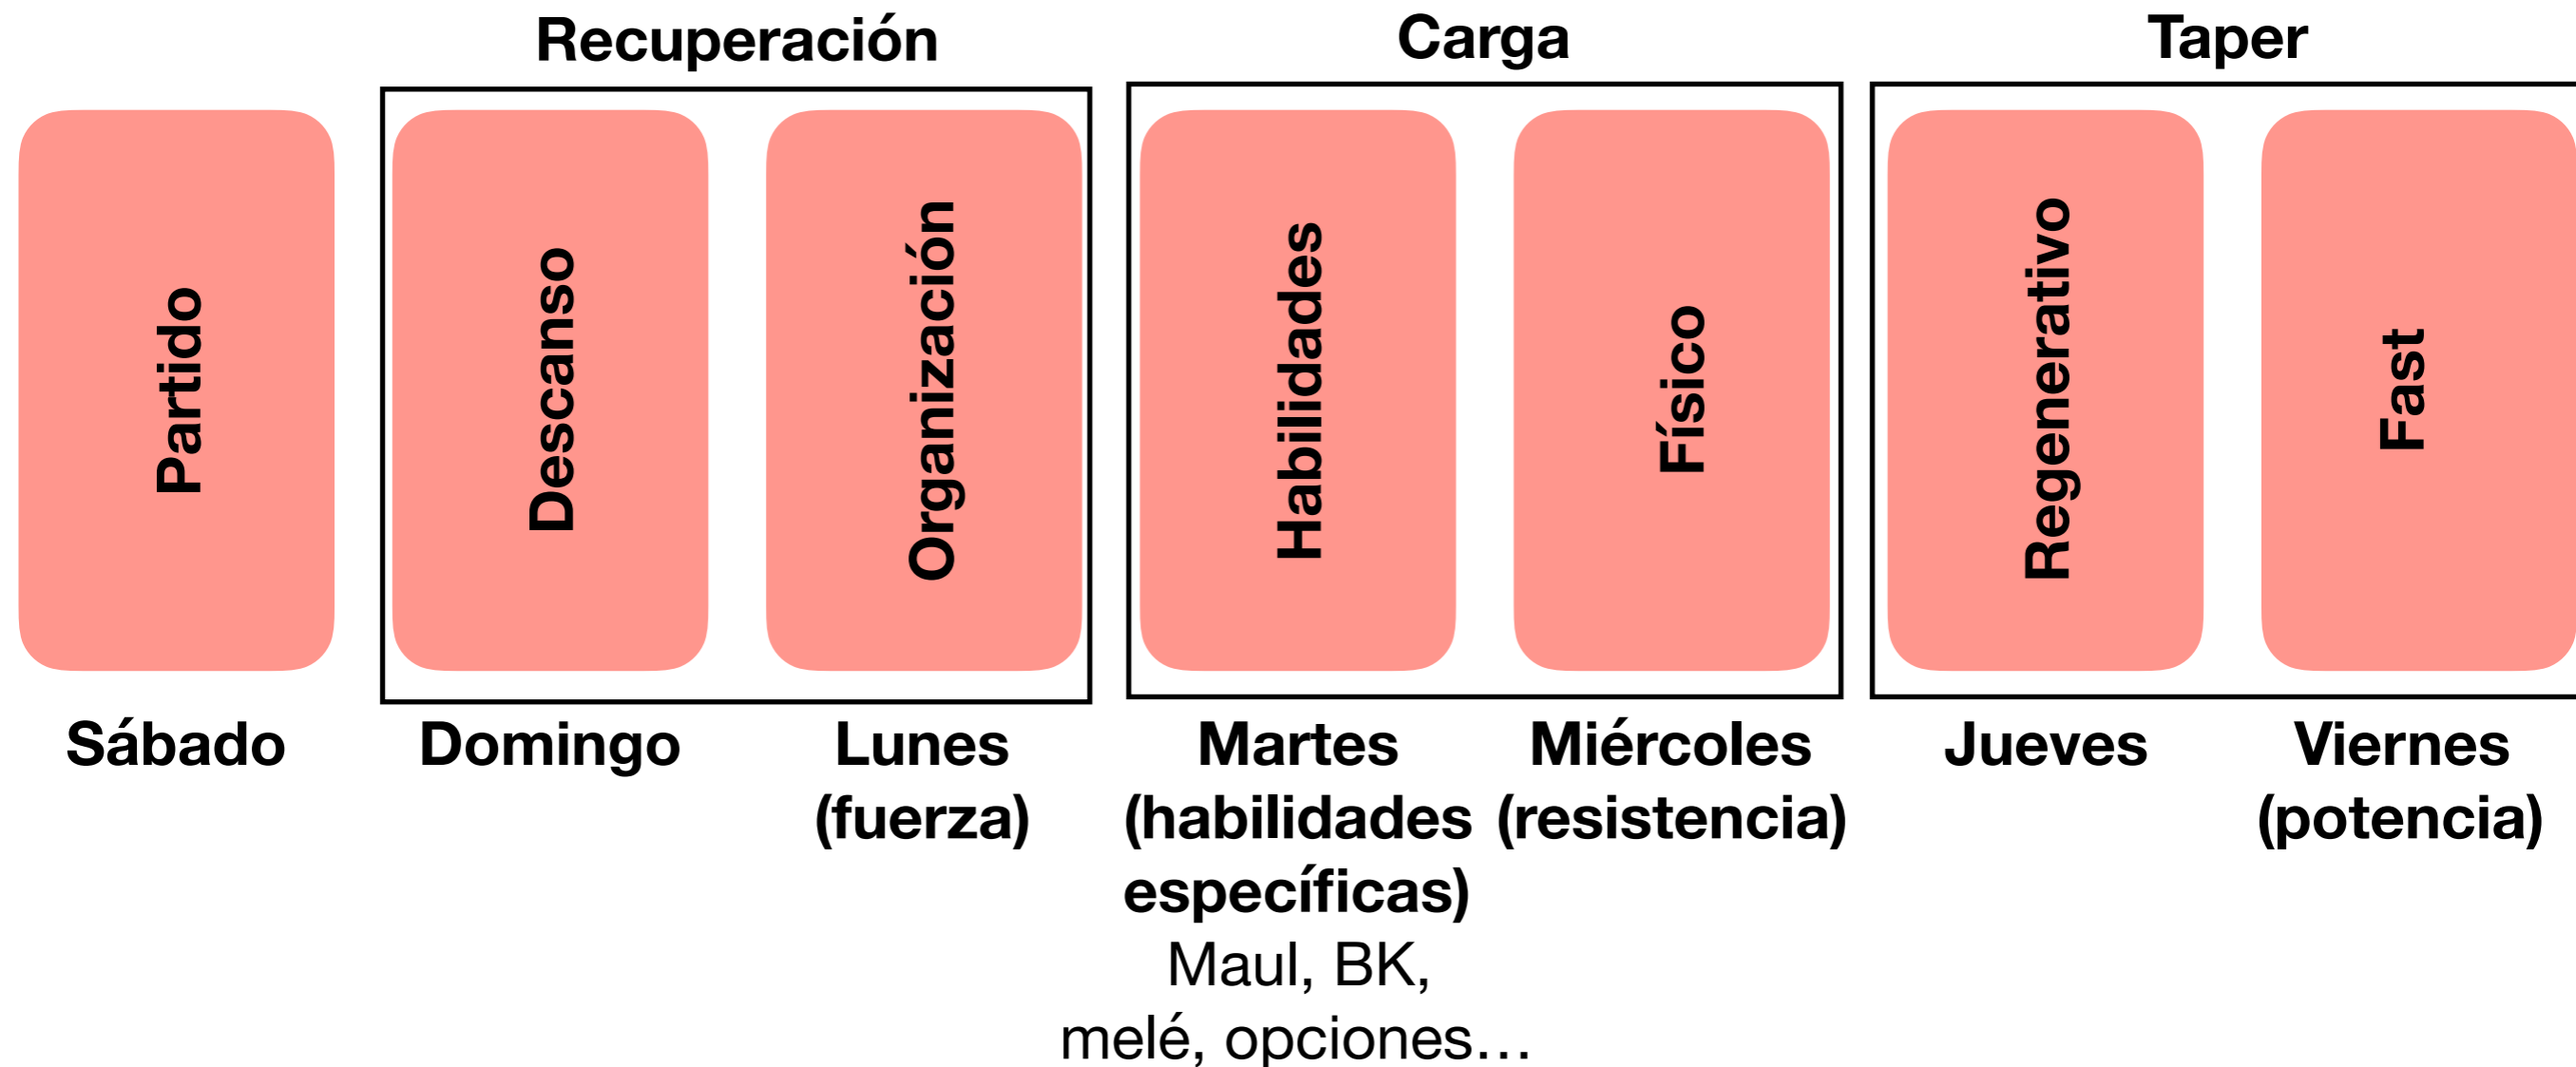 Recuperación
Carga
Taper
Partido
Descanso
Organización
Habilidades
Físico
Regenerativo
Fast
Sábado
Domingo
Lunes
(fuerza)
Martes
(habilidades
específicas)
Maul, BK,
melé, opciones…
Miércoles
(resistencia)
Jueves
Viernes
(potencia)